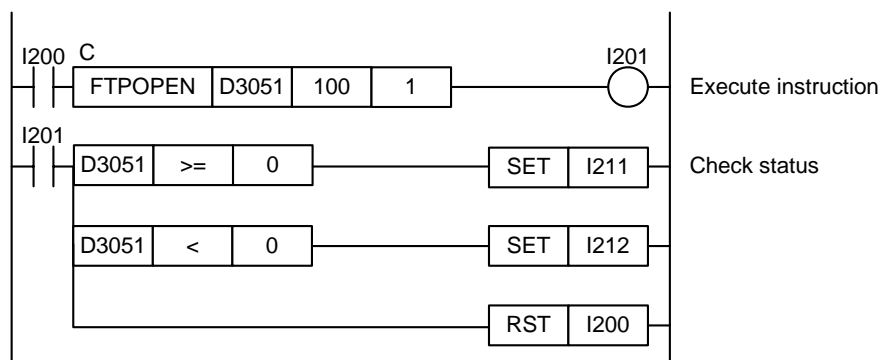 I200 C I201
FTPOPEN D3051 100 1 Execute instruction
I201
D3051 >= 0 SET I211 Check status
D3051 < 0 SET I212
RST I200